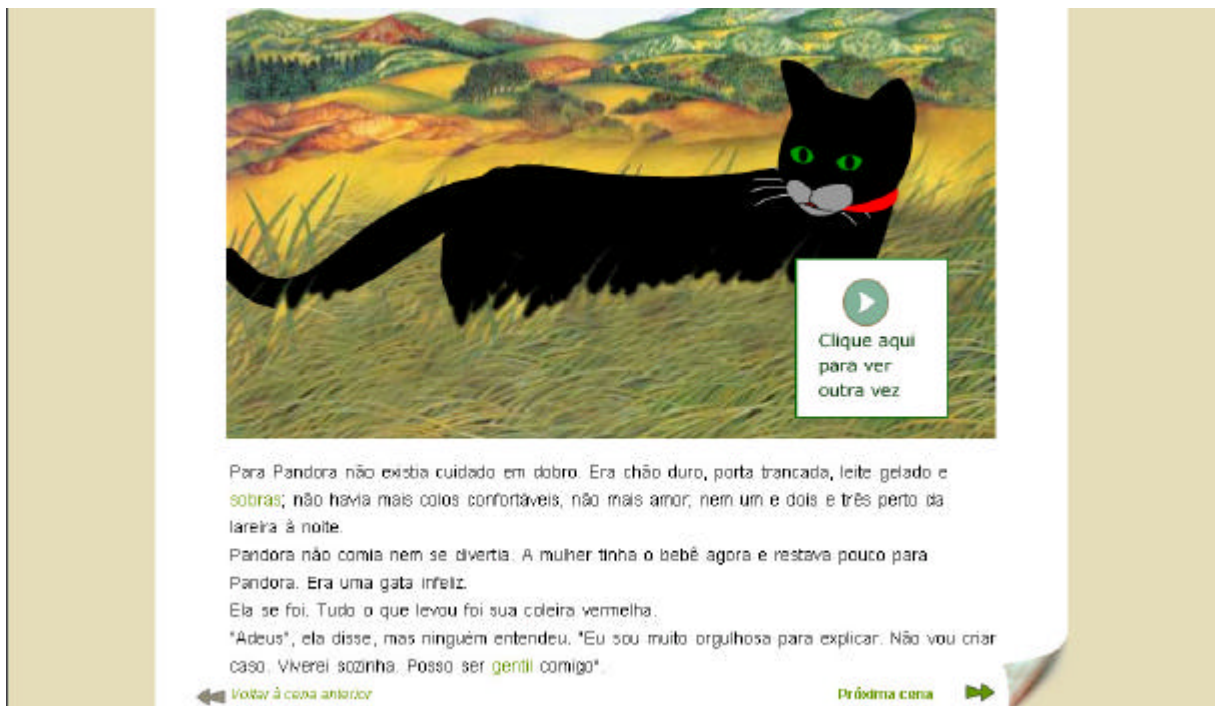 Clique aqui
para ver
outra vez
Para Pandora não existia cuidado em dobro. Era chão duro, porta trancada, leite gelado e
sobras; não havia mais colos confortáveis, não mais amor, nem um e dois e três perto da
lareira à noite.
Pandora não comia nem se divertia. A mulher tinha o bebê agora e restava pouco para
Pandora. Era uma gata infeliz.
Ela se foi. Tudo o que levou foi sua coleira vermelha.
"Adeus", ela disse, mas ninguém entendeu. "Eu sou muito orgulhosa para explicar. Não vou criar
caso. Viverei sozinha. Posso ser gentil comigo".
Voltar à cena anterior
Próxima cena